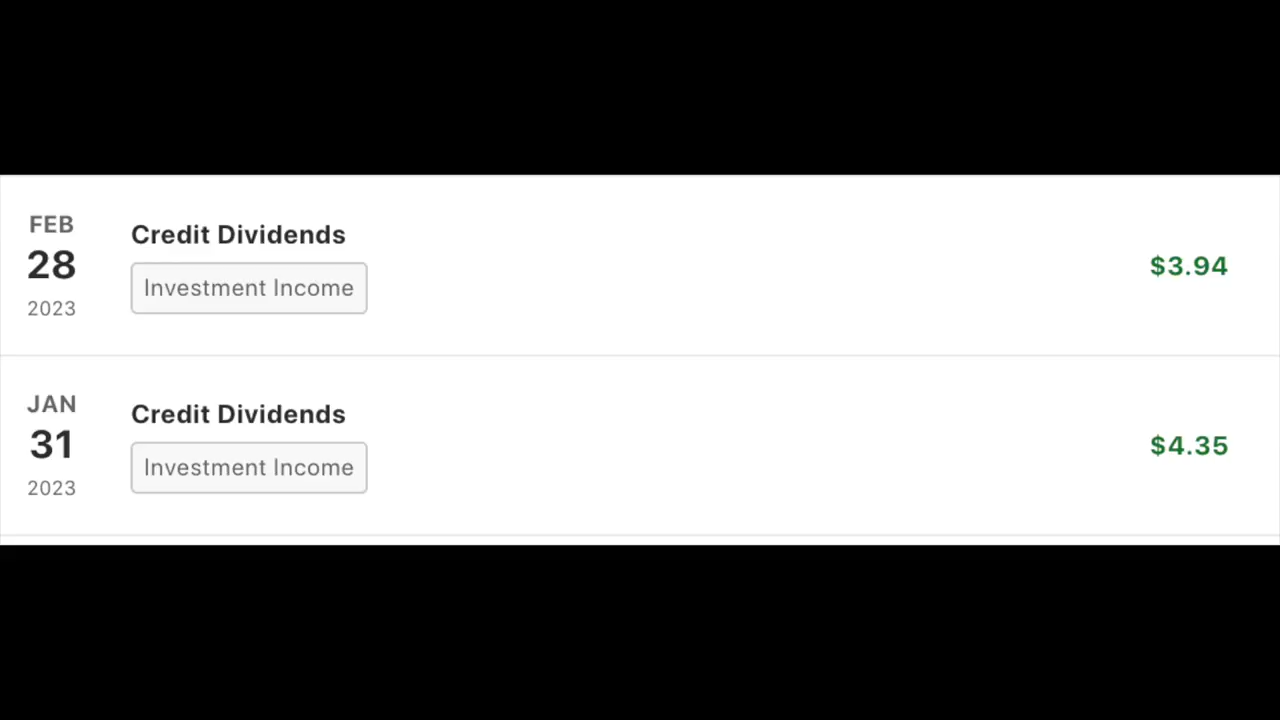 FEB
28
2023
Credit Dividends
Investment Income
$3.94
JAN
31
2023
Credit Dividends
Investment Income
$4.35